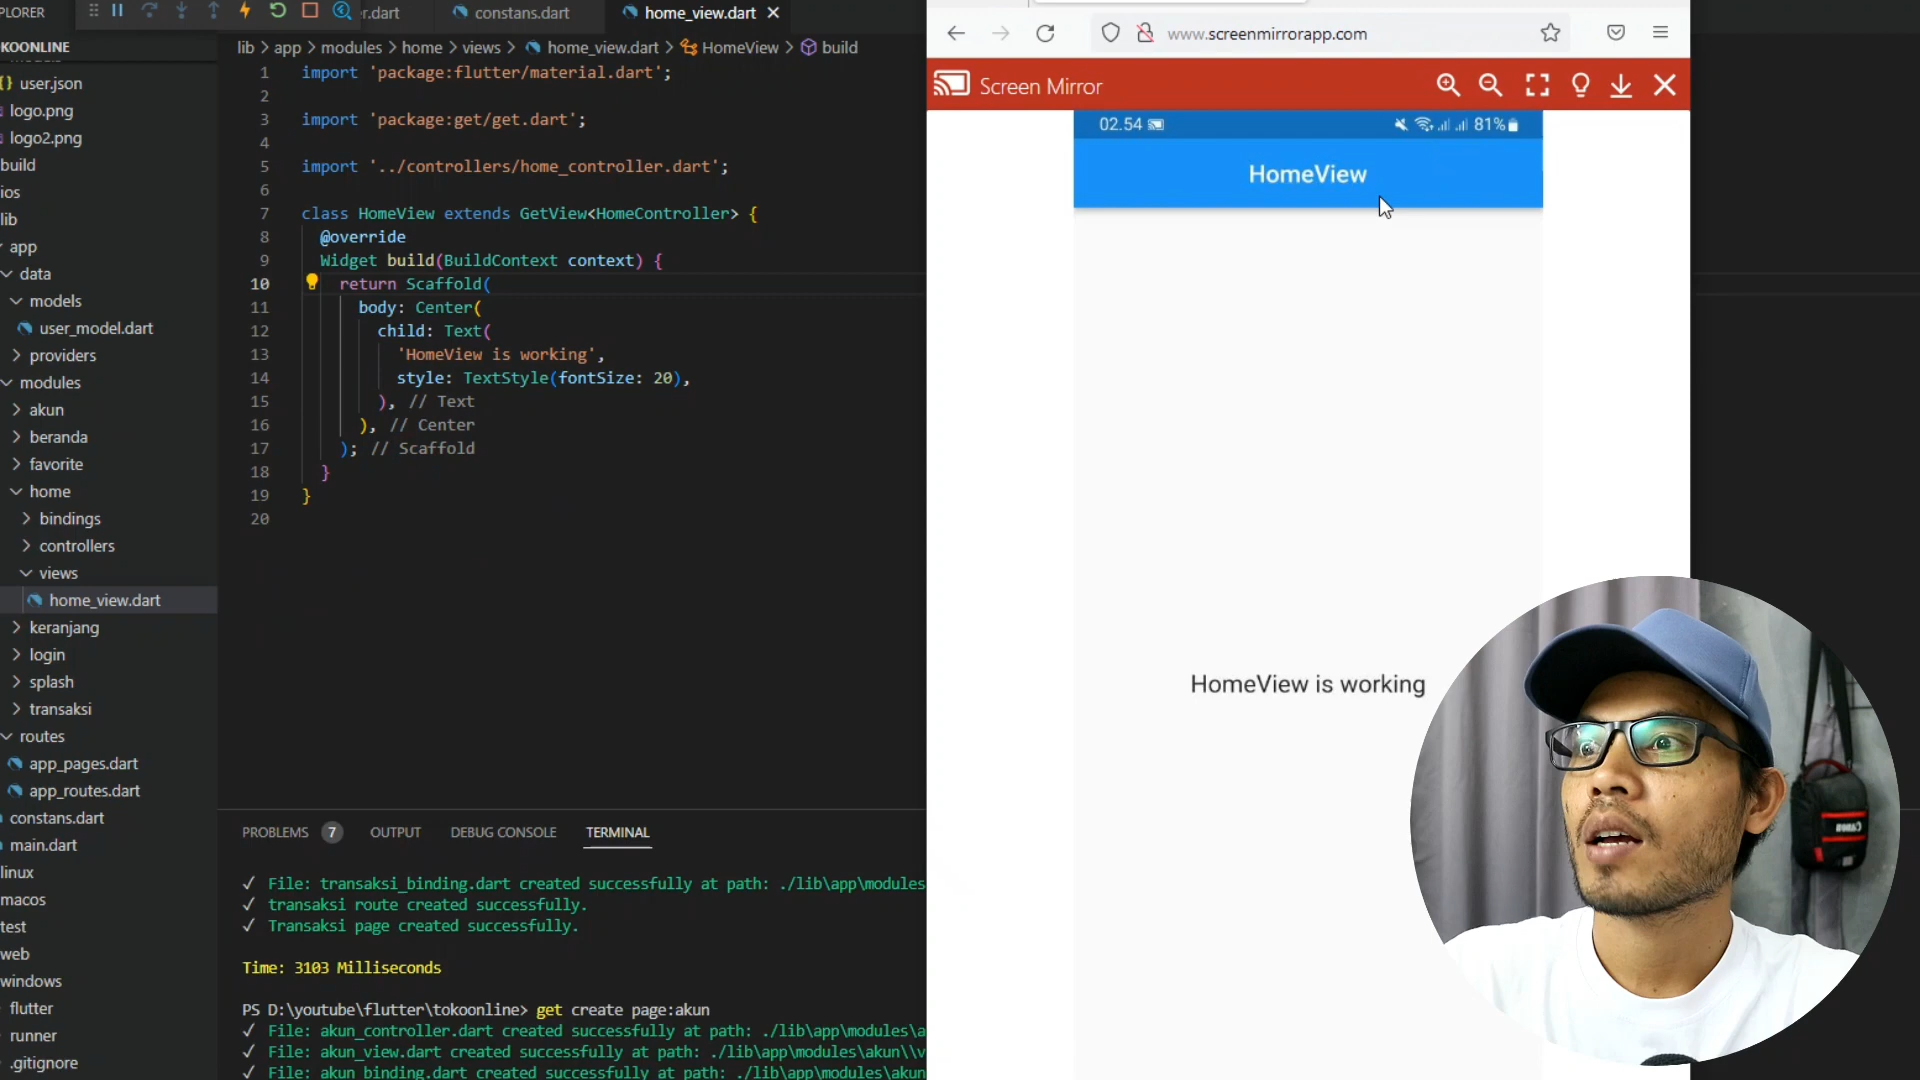 PLORER
KOONLINE
user.json
logo.png
logo2.png
build
ios
lib
app
data
models
user_model.dart
providers
modules
akun
beranda
favorite
home
bindings
controllers
views
home_view.dart
keranjang
login
splash
transaksi
routes
app_pages.dart
app_routes.dart
constans.dart
main.dart
linux
macos
test
web
windows
flutter
runner
.gitignore
r.dart
constans.dart
home_view.dart
lib > app > modules > home > views > home_view.dart > HomeView > build
1 import 'package:flutter/material.dart';
2
3 import 'package:get/get.dart';
4
5 import '../controllers/home_controller.dart';
6
7 class HomeView extends GetView<HomeController> {
8 @override
9 Widget build(BuildContext context) {
10 return Scaffold(
11 body: Center(
12 child: Text(
13 'HomeView is working',
14 style: TextStyle(fontSize: 20),
15 ), // Text
16 ), // Center
17 ); // Scaffold
18 }
19 }
20
PROBLEMS 7 OUTPUT DEBUG CONSOLE TERMINAL
✓ File: transaksi_binding.dart created successfully at path: ./lib\app\modules
✓ transaksi route created successfully.
✓ Transaksi page created successfully.
Time: 3103 Milliseconds
PS D:\youtube\flutter\tokoonline> get create page:akun
✓ File: akun_controller.dart created successfully at path: ./lib\app\modules\a
✓ File: akun_view.dart created successfully at path: ./lib\app\modules\akun\\v
✓ File: akun_binding.dart created successfully at path: ./lib\app\modules\akun
www.screenmirrorapp.com
Screen Mirror
02.54 81%
HomeView
HomeView is working
Canon